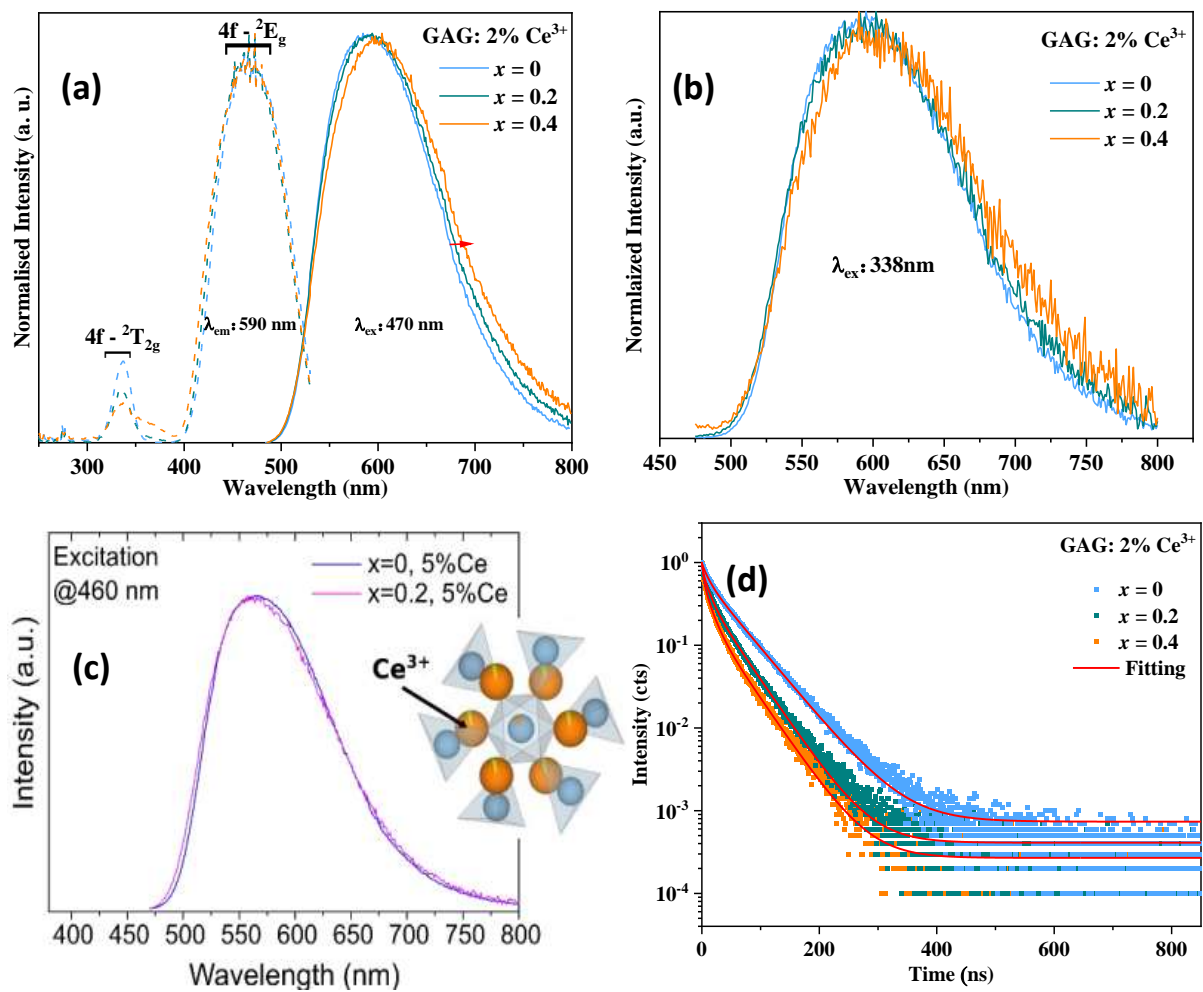 (a)
4f - ²E_g
GAG: 2% Ce³⁺
x = 0
x = 0.2
x = 0.4
4f - ²T_2g
λ_em: 590 nm
λ_ex: 470 nm
Normalised Intensity (a. u.)
300 400 500 600 700 800
Wavelength (nm)
(b)
GAG: 2% Ce³⁺
x = 0
x = 0.2
x = 0.4
λ_ex: 338nm
Normlaized Intensity (a.u.)
450 500 550 600 650 700 750 800
Wavelength (nm)
Excitation
@460 nm
x=0, 5%Ce
x=0.2, 5%Ce
(c)
Ce³⁺
Intensity (a.u.)
400 450 500 550 600 650 700 750 800
Wavelength (nm)
(d)
GAG: 2% Ce³⁺
x = 0
x = 0.2
x = 0.4
Fitting
Intensity (cts)
10⁰
10⁻¹
10⁻²
10⁻³
10⁻⁴
0 200 400 600 800
Time (ns)